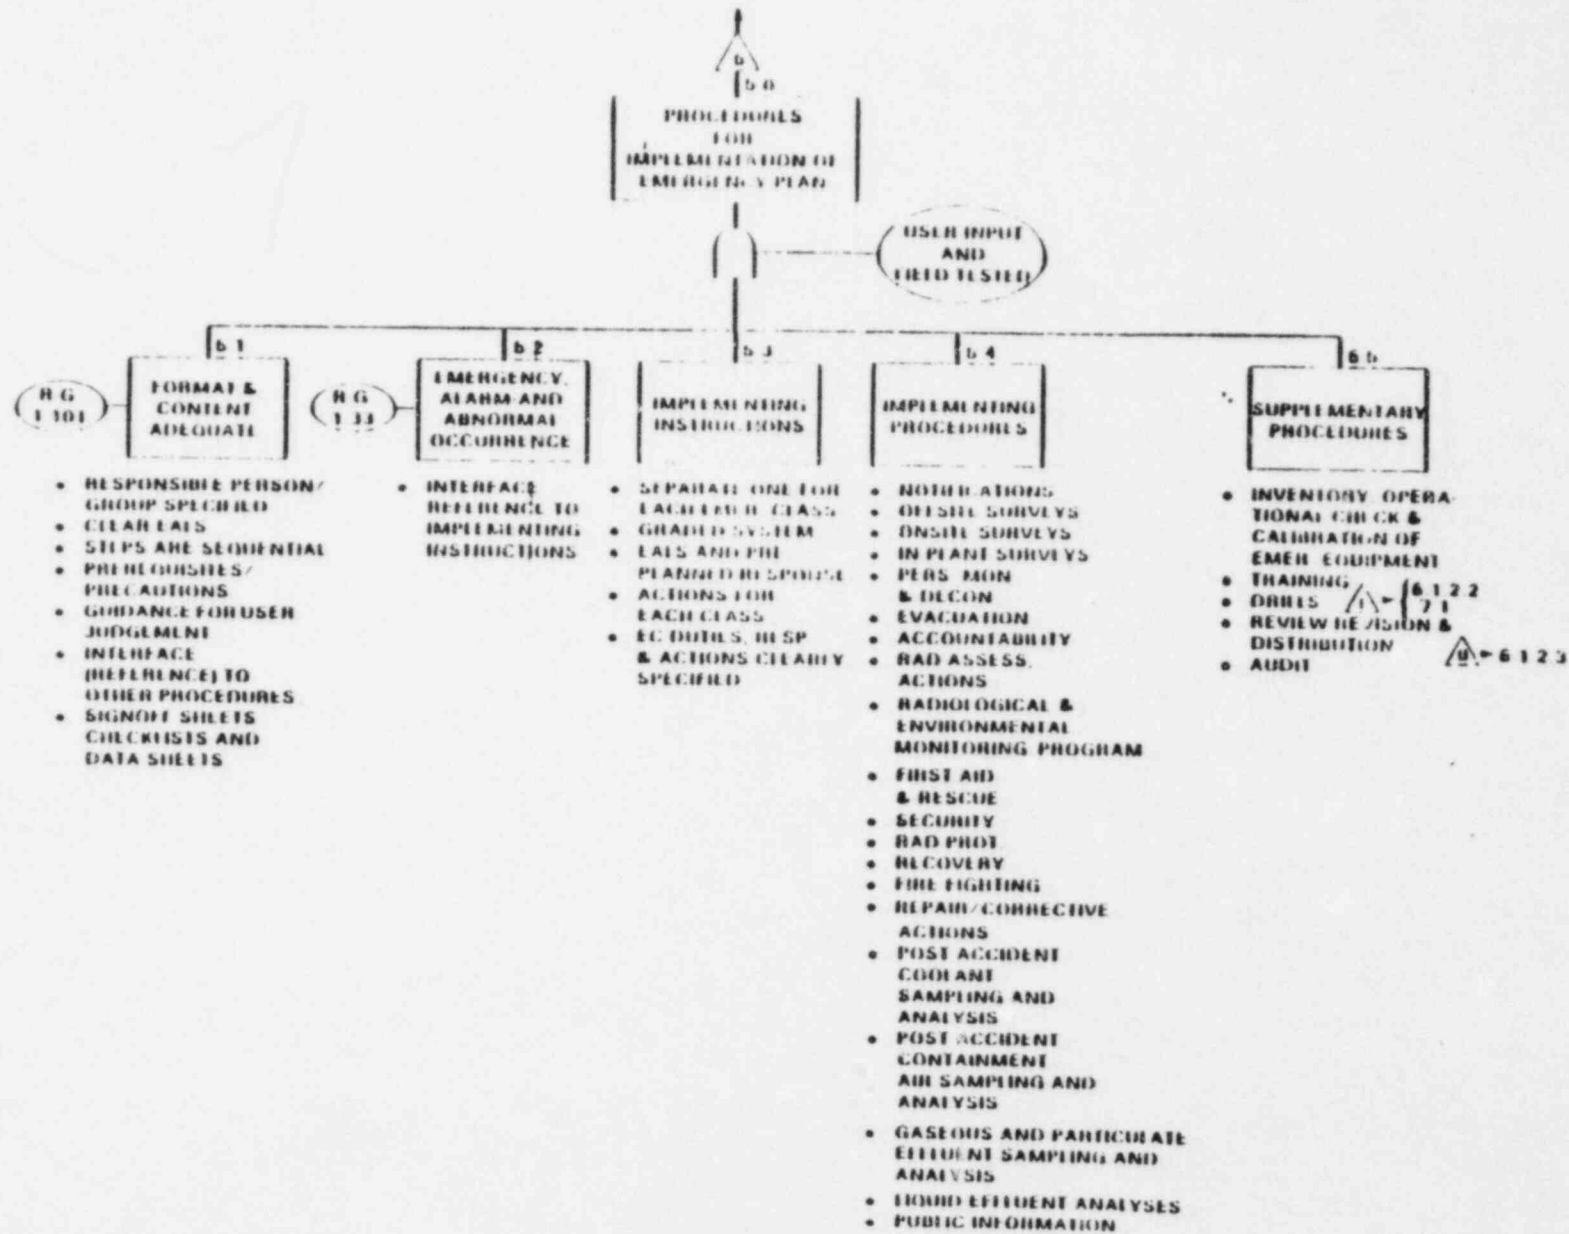 6
6 0
PROCEDURES
FOR
IMPLEMENTATION OF
EMERGENCY PLAN
USER INPUT
AND
FIELD TESTED
6 1
R G
1 101
FORMAT &
CONTENT
ADEQUATE
• RESPONSIBLE PERSON/
GROUP SPECIFIED
• CLEAR EALS
• STEPS ARE SEQUENTIAL
• PREREQUISITES/
PRECAUTIONS
• GUIDANCE FOR USER
JUDGEMENT
• INTERFACE
(REFERENCE) TO
OTHER PROCEDURES
• SIGNOFF SHEETS
CHECKLISTS AND
DATA SHEETS
6 2
R G
1 33
EMERGENCY,
ALARM AND
ABNORMAL
OCCURRENCE
• INTERFACE
REFERENCE TO
IMPLEMENTING
INSTRUCTIONS
6 3
IMPLEMENTING
INSTRUCTIONS
• SEPARATE ONE FOR
EACH EMER CLASS
• GRADED SYSTEM
• EALS AND PRE
PLANNED RESPONSE
• ACTIONS FOR
EACH CLASS
• EC DUTIES, RESP
& ACTIONS CLEARLY
SPECIFIED
6 4
IMPLEMENTING
PROCEDURES
• NOTIFICATIONS
• OFFSITE SURVEYS
• ONSITE SURVEYS
• IN PLANT SURVEYS
• PERS MON
& DECON
• EVACUATION
• ACCOUNTABILITY
• RAD ASSESS.
ACTIONS
• RADIOLOGICAL &
ENVIRONMENTAL
MONITORING PROGRAM
• FIRST AID
& RESCUE
• SECURITY
• RAD PROT.
• RECOVERY
• FIRE FIGHTING
• REPAIR/CORRECTIVE
ACTIONS
• POST ACCIDENT
COOLANT
SAMPLING AND
ANALYSIS
• POST ACCIDENT
CONTAINMENT
AIR SAMPLING AND
ANALYSIS
• GASEOUS AND PARTICULATE
EFFLUENT SAMPLING AND
ANALYSIS
• LIQUID EFFLUENT ANALYSES
• PUBLIC INFORMATION
6 5
SUPPLEMENTARY
PROCEDURES
• INVENTORY, OPERA-
TIONAL CHECK &
CALIBRATION OF
EMER EQUIPMENT
• TRAINING
• DRILLS
6 1 2 2
7 1
• REVIEW REVISION &
DISTRIBUTION
6 1 2 3
• AUDIT